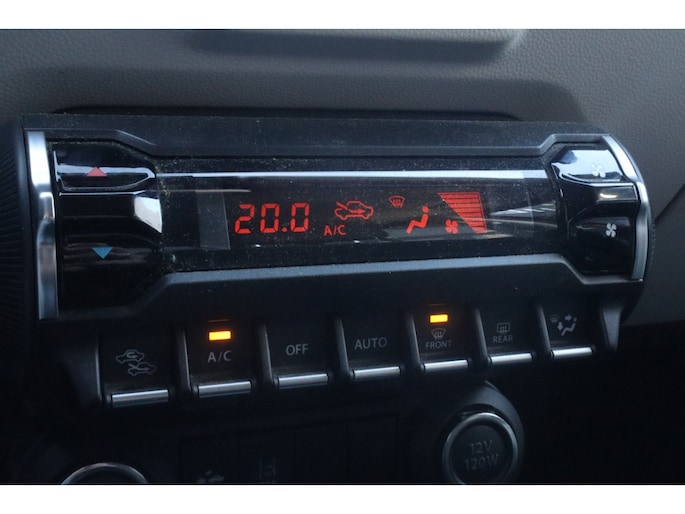 20.0
A/C
A/C
OFF
AUTO
FRONT
REAR
12V
120W